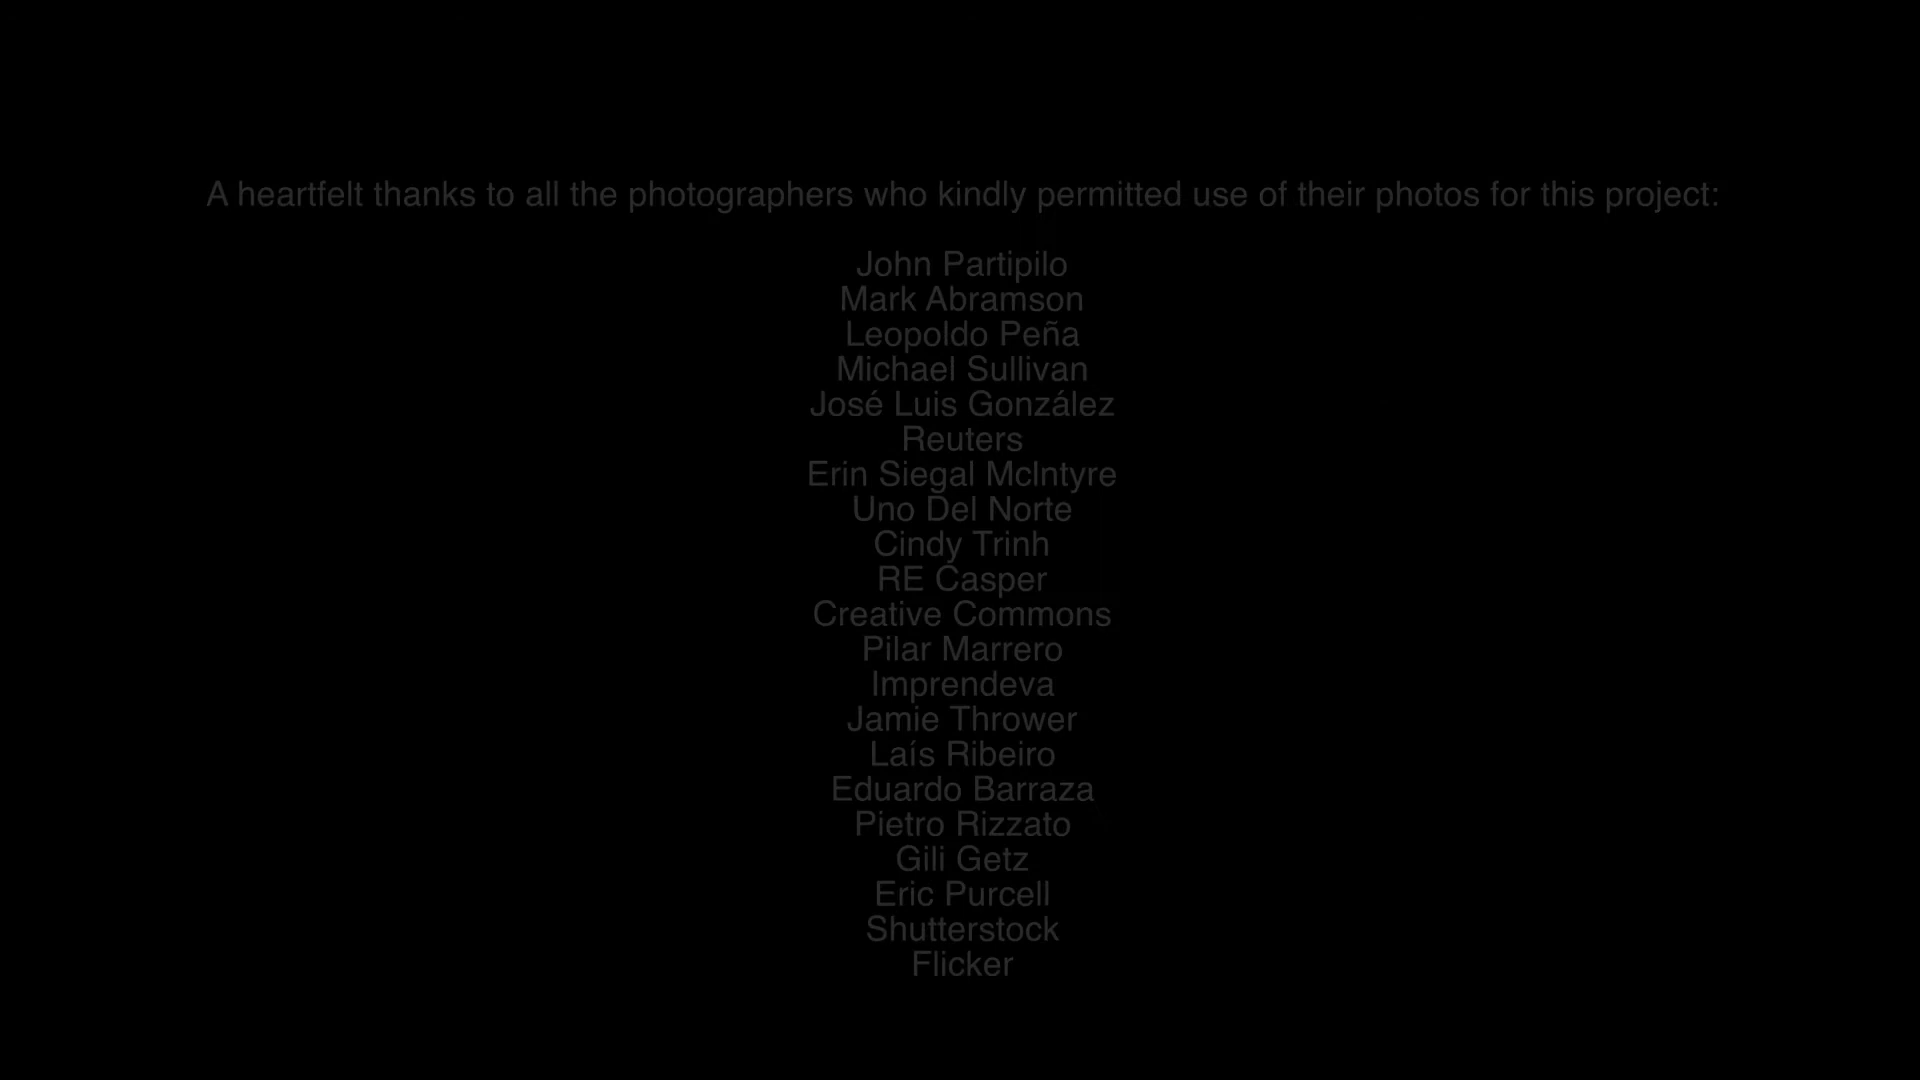 A heartfelt thanks to all the photographers who kindly permitted use of their photos for this project:
John Partipilo
Mark Abramson
Leopoldo Peña
Michael Sullivan
José Luis González
Reuters
Erin Siegal McIntyre
Uno Del Norte
Cindy Trinh
RE Casper
Creative Commons
Pilar Marrero
Imprendeva
Jamie Thrower
Laís Ribeiro
Eduardo Barraza
Pietro Rizzato
Gili Getz
Eric Purcell
Shutterstock
Flicker